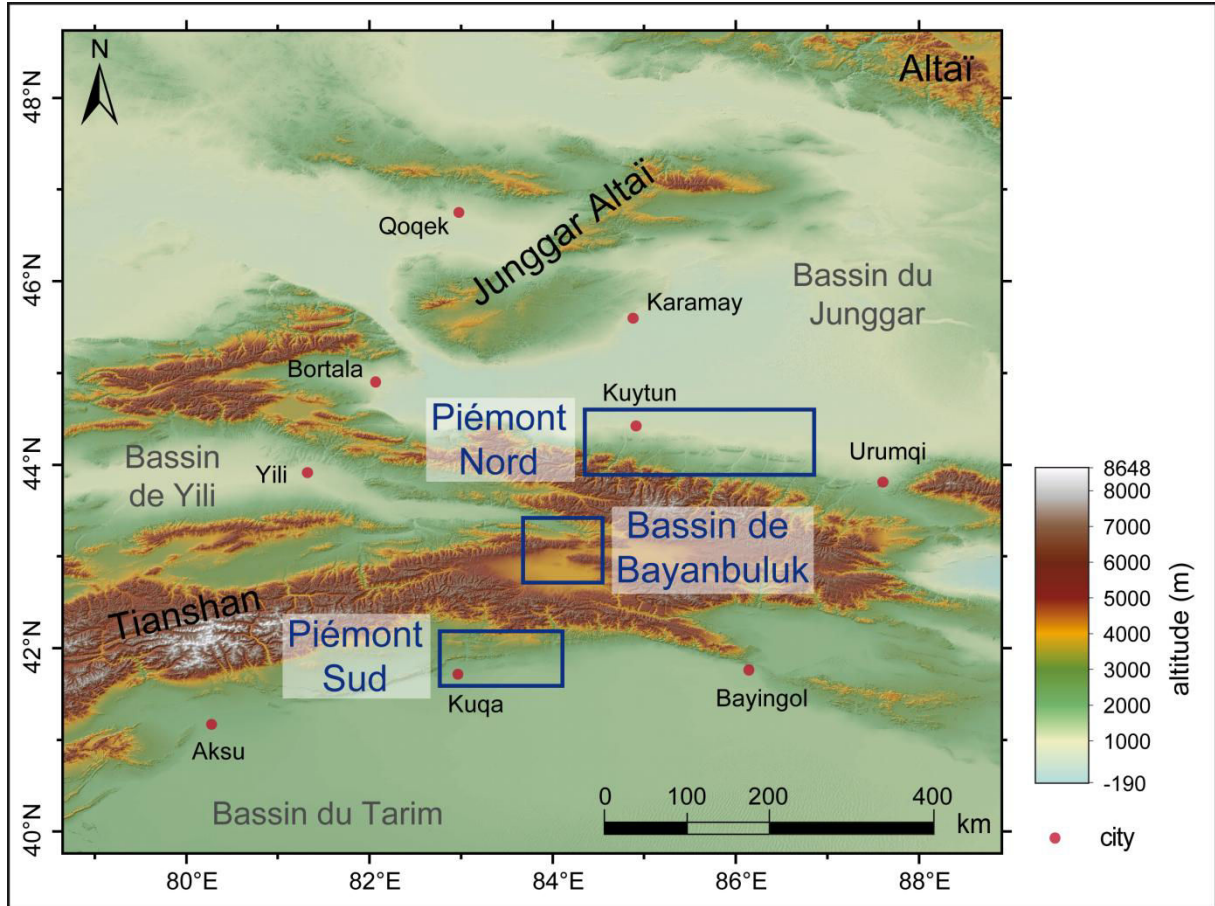 N
Altaï
48°N
Junggar Altaï
Qoqek
46°N
Bassin du
Junggar
Karamay
Bortala
Kuytun
Piémont
Nord
44°N
Bassin
de Yili
Yili
Urumqi
Bassin de
Bayanbuluk
Tianshan
42°N
Piémont
Sud
Kuqa
Bayingol
Aksu
40°N
Bassin du Tarim
0 100 200 400
km
80°E 82°E 84°E 86°E 88°E
8648
8000
7000
6000
5000
4000
3000
2000
1000
-190
altitude (m)
city